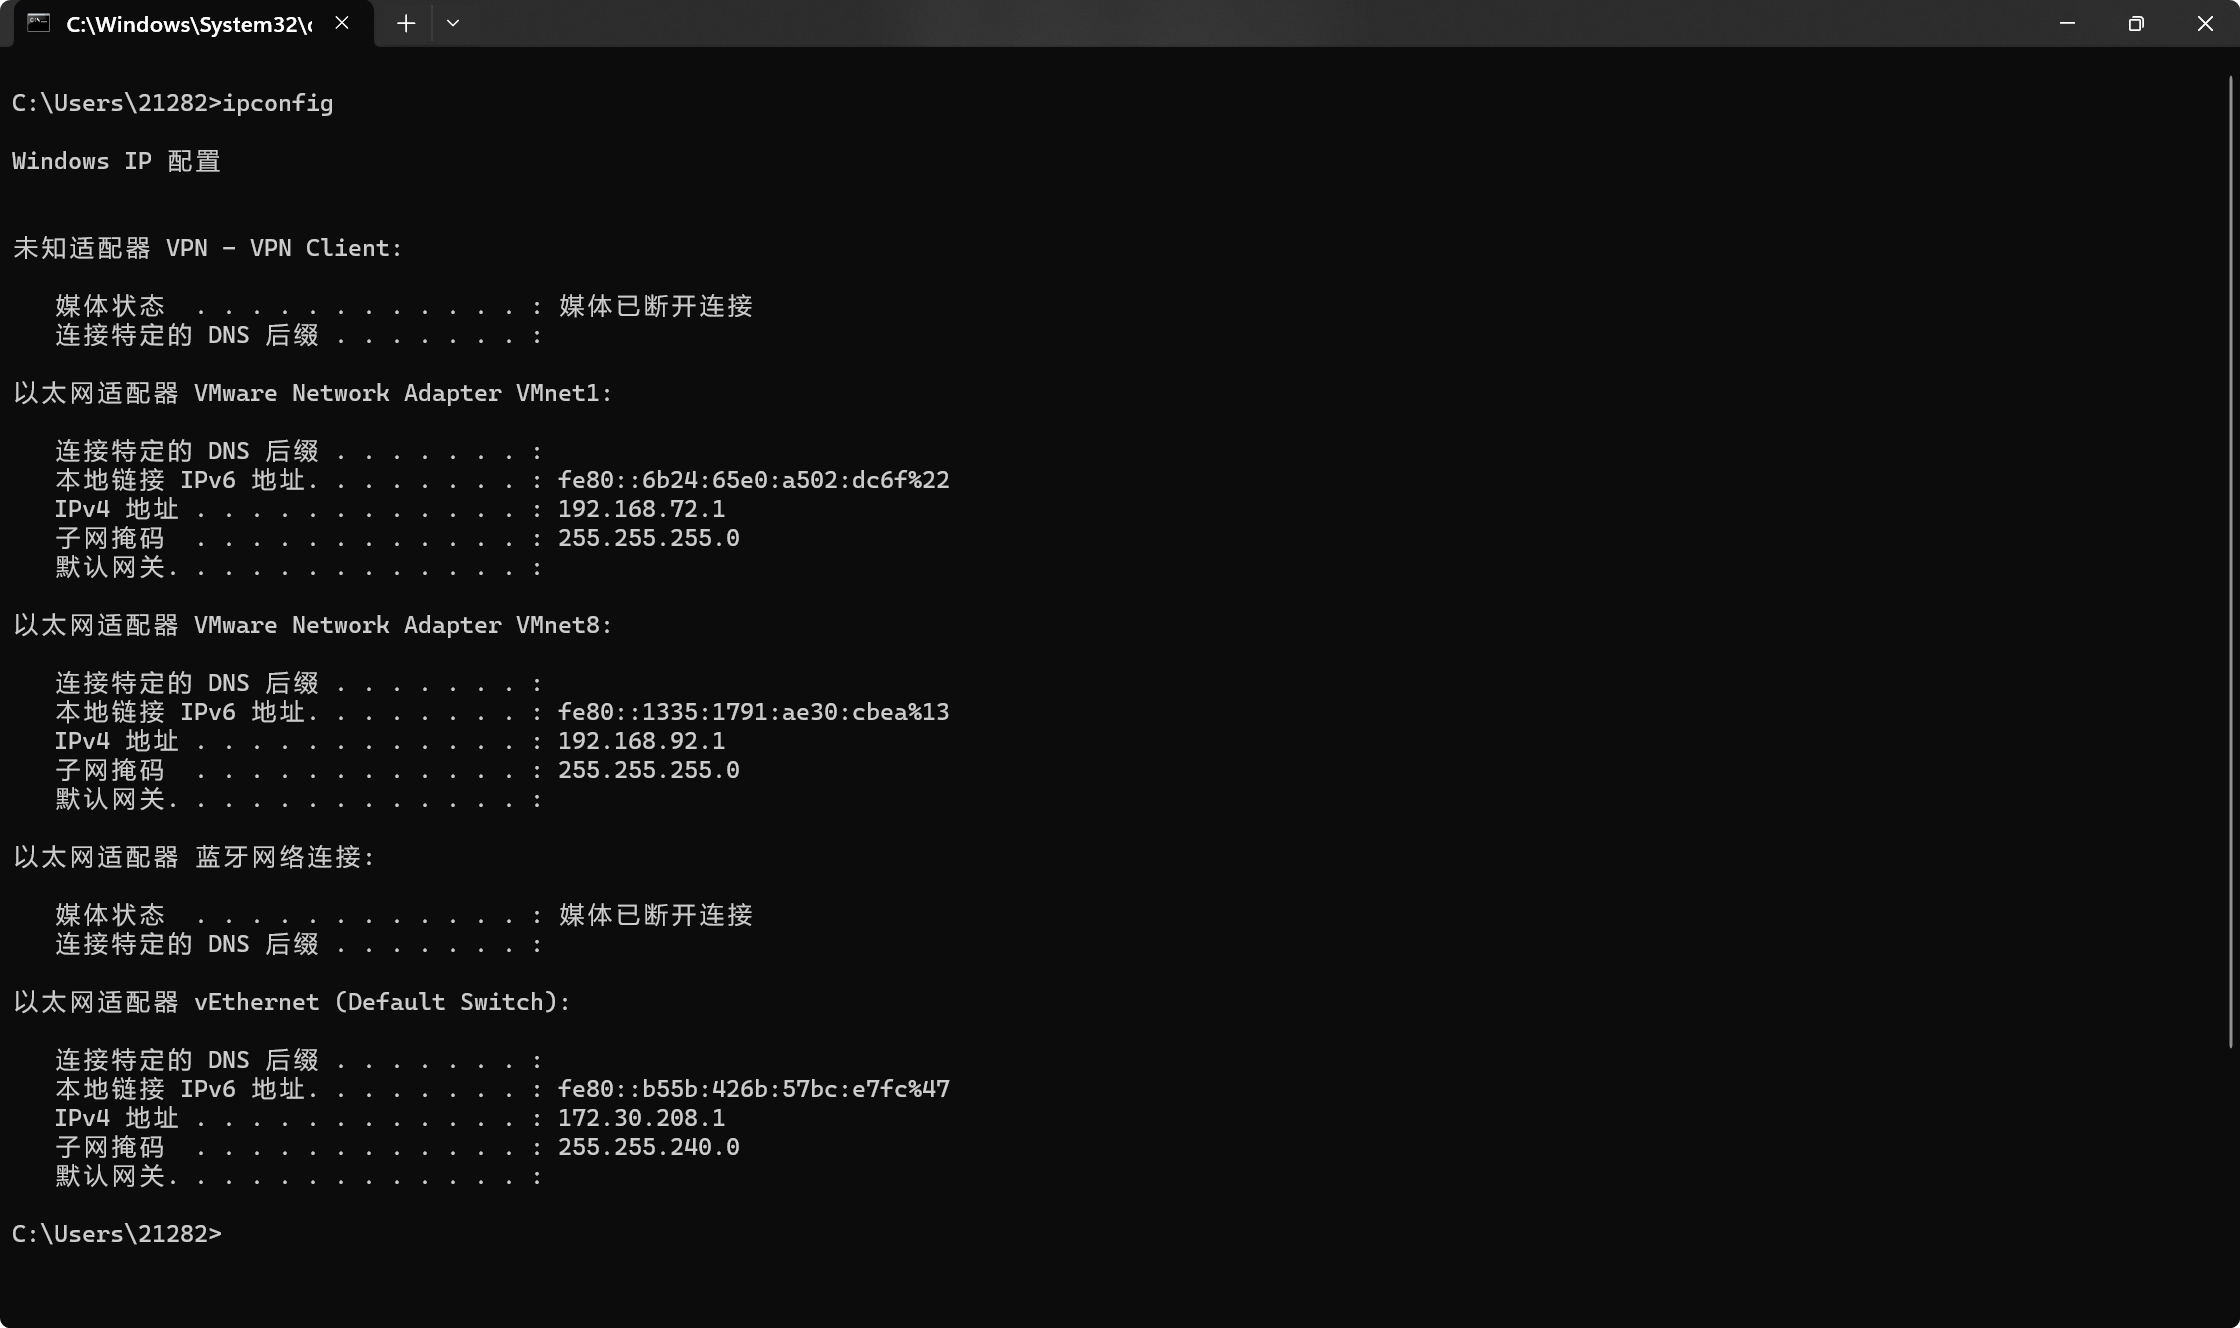 C:\Windows\System32\c
C:\Users\21282>ipconfig
Windows IP 配置
未知适配器 VPN - VPN Client:
媒体状态  . . . . . . . . . . . . : 媒体已断开连接
连接特定的 DNS 后缀 . . . . . . . :
以太网适配器 VMware Network Adapter VMnet1:
连接特定的 DNS 后缀 . . . . . . . :
本地链接 IPv6 地址. . . . . . . . : fe80::6b24:65e0:a502:dc6f%22
IPv4 地址 . . . . . . . . . . . . : 192.168.72.1
子网掩码  . . . . . . . . . . . . : 255.255.255.0
默认网关. . . . . . . . . . . . . :
以太网适配器 VMware Network Adapter VMnet8:
连接特定的 DNS 后缀 . . . . . . . :
本地链接 IPv6 地址. . . . . . . . : fe80::1335:1791:ae30:cbea%13
IPv4 地址 . . . . . . . . . . . . : 192.168.92.1
子网掩码  . . . . . . . . . . . . : 255.255.255.0
默认网关. . . . . . . . . . . . . :
以太网适配器 蓝牙网络连接:
媒体状态  . . . . . . . . . . . . : 媒体已断开连接
连接特定的 DNS 后缀 . . . . . . . :
以太网适配器 vEthernet (Default Switch):
连接特定的 DNS 后缀 . . . . . . . :
本地链接 IPv6 地址. . . . . . . . : fe80::b55b:426b:57bc:e7fc%47
IPv4 地址 . . . . . . . . . . . . : 172.30.208.1
子网掩码  . . . . . . . . . . . . : 255.255.240.0
默认网关. . . . . . . . . . . . . :
C:\Users\21282>